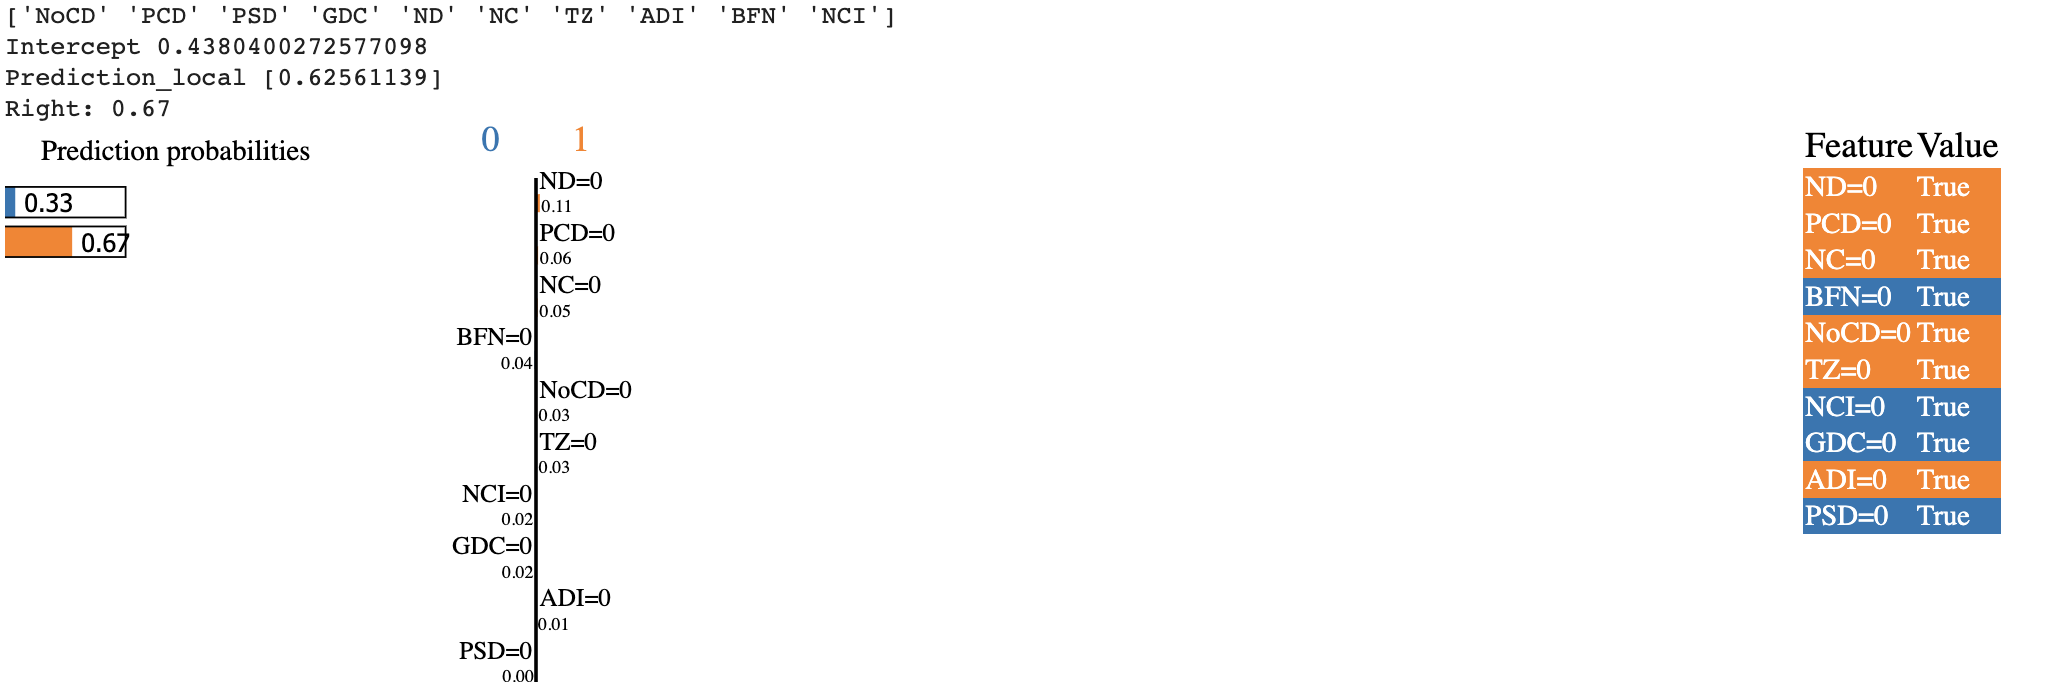 ['NoCD' 'PCD' 'PSD' 'GDC' 'ND' 'NC' 'TZ' 'ADI' 'BFN' 'NCI']
Intercept 0.4380400272577098
Prediction_local [0.62561139]
Right: 0.67
Prediction probabilities
0.33
0.67
0 1
ND=0
0.11
PCD=0
0.06
NC=0
0.05
BFN=0
0.04
NoCD=0
0.03
TZ=0
0.03
NCI=0
0.02
GDC=0
0.02
ADI=0
0.01
PSD=0
0.00
Feature Value
ND=0 True
PCD=0 True
NC=0 True
BFN=0 True
NoCD=0 True
TZ=0 True
NCI=0 True
GDC=0 True
ADI=0 True
PSD=0 True